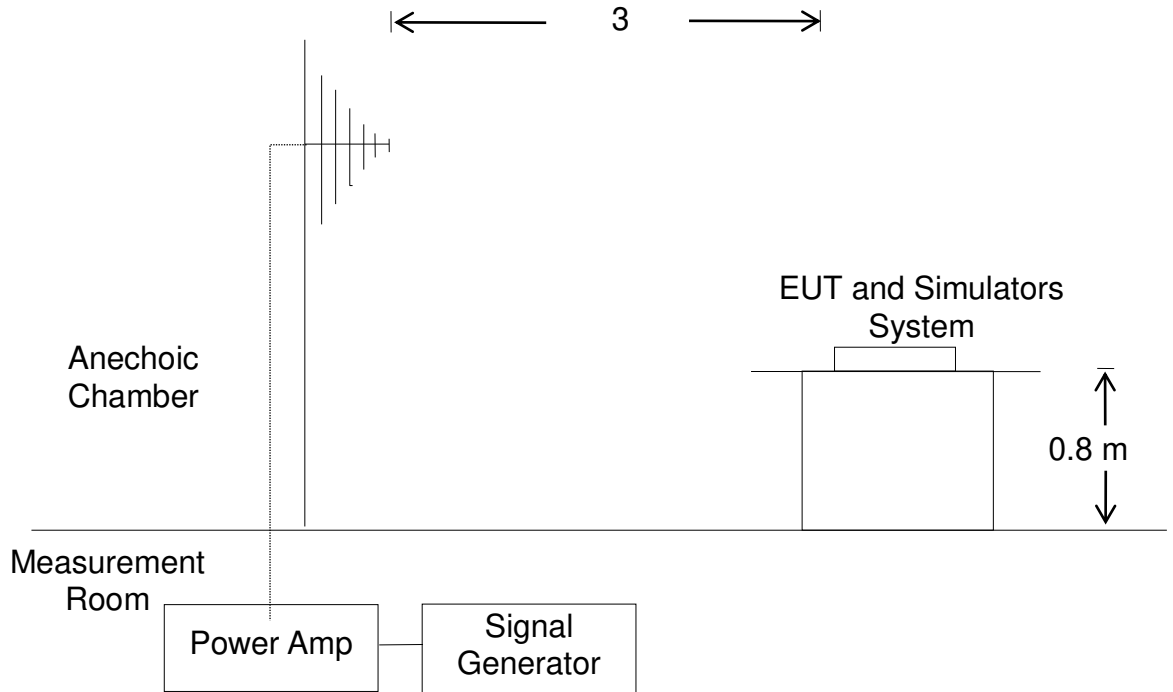 3
EUT and Simulators
System
Anechoic
Chamber
0.8 m
Measurement
Room
Power Amp
Signal
Generator